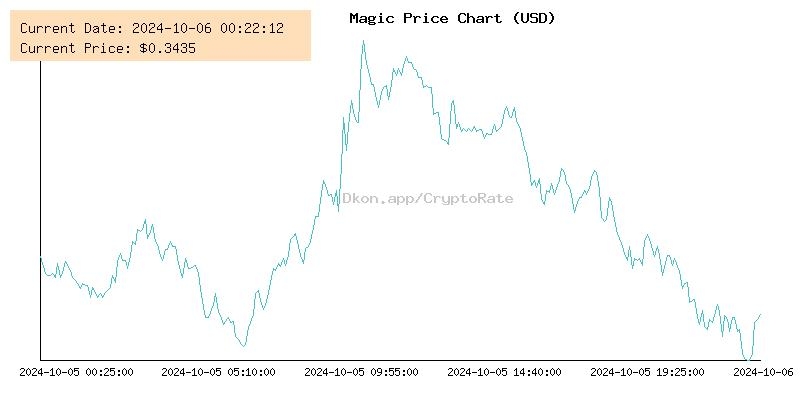 Magic Price Chart (USD)
Current Date: 2024-10-06 00:22:12
Current Price: $0.3435
Dkon.app/CryptoRate
2024-10-05 00:25:00 2024-10-05 05:10:00 2024-10-05 09:55:00 2024-10-05 14:40:00 2024-10-05 19:25:00 2024-10-06